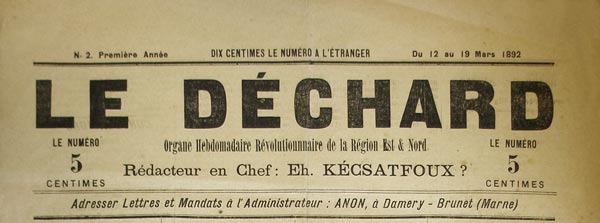 N° 2. Première Année DIX CENTIMES LE NUMÉRO A L'ÉTRANGER Du 12 au 19 Mars 1892
LE DÉCHARD
LE NUMÉRO
5
CENTIMES
Organe Hebdomadaire Révolutionnaire de la Région Est & Nord
Rédacteur en Chef : Eh. KÉCSATFOUX ?
LE NUMÉRO
5
CENTIMES
Adresser Lettres et Mandats à l'Administrateur : ANON, à Damery - Brunet (Marne)